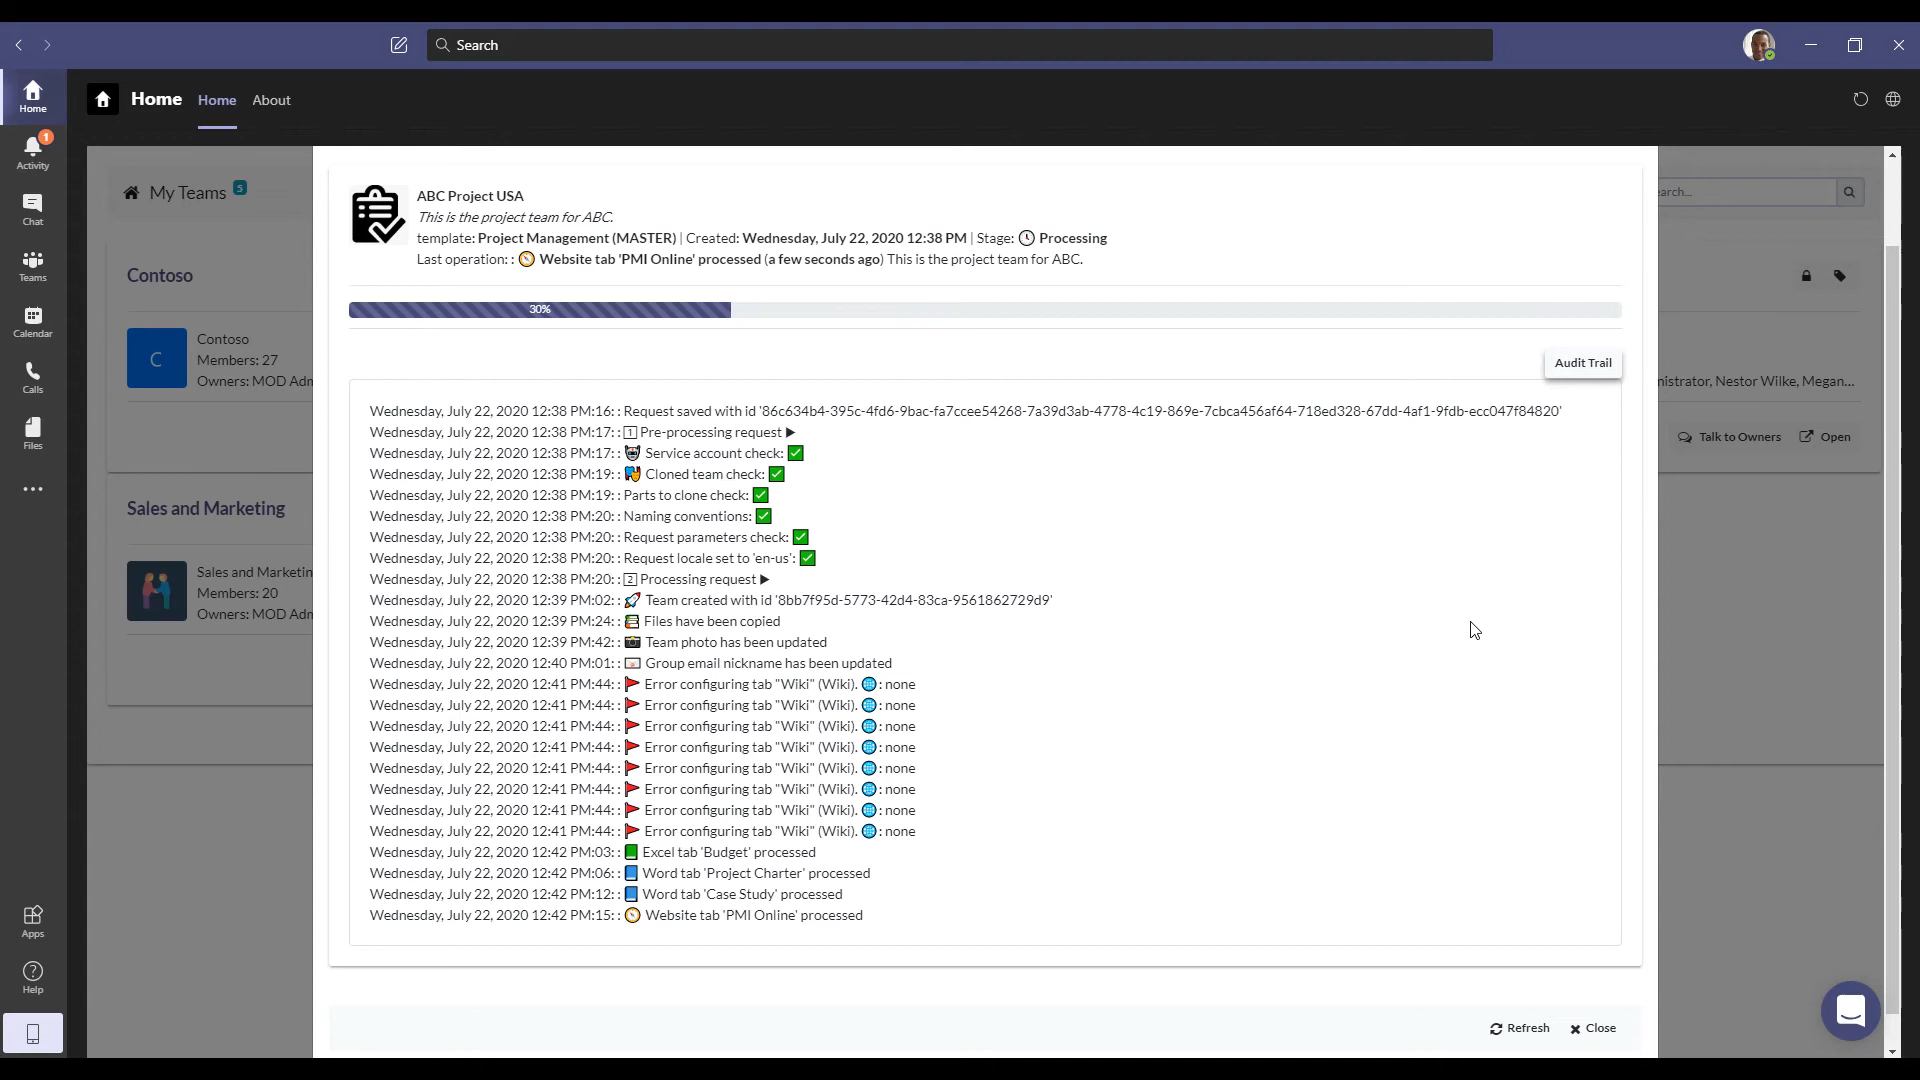 Search
Home
Home
About
Home
1
Activity
Chat
Teams
Calendar
Calls
Files
Apps
Help
My Teams 5
earch...
Contoso
C
Contoso
Members: 27
Owners: MOD Adm
Sales and Marketing
Sales and Marketin
Members: 20
Owners: MOD Adm
nistrator, Nestor Wilke, Megan...
Talk to Owners
Open
ABC Project USA
This is the project team for ABC.
template: Project Management (MASTER) | Created: Wednesday, July 22, 2020 12:38 PM | Stage: 🕓 Processing
Last operation: : 🧭 Website tab 'PMI Online' processed (a few seconds ago) This is the project team for ABC.
30%
Audit Trail
Wednesday, July 22, 2020 12:38 PM:16: : Request saved with id '86c634b4-395c-4fd6-9bac-fa7ccee54268-7a39d3ab-4778-4c19-869e-7cbca456af64-718ed328-67dd-4af1-9fdb-ecc047f84820'
Wednesday, July 22, 2020 12:38 PM:17: : 1 Pre-processing request ▶
Wednesday, July 22, 2020 12:38 PM:17: : Service account check: ✅
Wednesday, July 22, 2020 12:38 PM:19: : Cloned team check: ✅
Wednesday, July 22, 2020 12:38 PM:19: : Parts to clone check: ✅
Wednesday, July 22, 2020 12:38 PM:20: : Naming conventions: ✅
Wednesday, July 22, 2020 12:38 PM:20: : Request parameters check: ✅
Wednesday, July 22, 2020 12:38 PM:20: : Request locale set to 'en-us': ✅
Wednesday, July 22, 2020 12:38 PM:20: : 2 Processing request ▶
Wednesday, July 22, 2020 12:39 PM:02: : 🚀 Team created with id '8bb7f95d-5773-42d4-83ca-9561862729d9'
Wednesday, July 22, 2020 12:39 PM:24: : 📚 Files have been copied
Wednesday, July 22, 2020 12:39 PM:42: : 📷 Team photo has been updated
Wednesday, July 22, 2020 12:40 PM:01: : 💌 Group email nickname has been updated
Wednesday, July 22, 2020 12:41 PM:44: : 🚩 Error configuring tab "Wiki" (Wiki). 🌐: none
Wednesday, July 22, 2020 12:41 PM:44: : 🚩 Error configuring tab "Wiki" (Wiki). 🌐: none
Wednesday, July 22, 2020 12:41 PM:44: : 🚩 Error configuring tab "Wiki" (Wiki). 🌐: none
Wednesday, July 22, 2020 12:41 PM:44: : 🚩 Error configuring tab "Wiki" (Wiki). 🌐: none
Wednesday, July 22, 2020 12:41 PM:44: : 🚩 Error configuring tab "Wiki" (Wiki). 🌐: none
Wednesday, July 22, 2020 12:41 PM:44: : 🚩 Error configuring tab "Wiki" (Wiki). 🌐: none
Wednesday, July 22, 2020 12:41 PM:44: : 🚩 Error configuring tab "Wiki" (Wiki). 🌐: none
Wednesday, July 22, 2020 12:41 PM:44: : 🚩 Error configuring tab "Wiki" (Wiki). 🌐: none
Wednesday, July 22, 2020 12:42 PM:03: : 📗 Excel tab 'Budget' processed
Wednesday, July 22, 2020 12:42 PM:06: : 📘 Word tab 'Project Charter' processed
Wednesday, July 22, 2020 12:42 PM:12: : 📘 Word tab 'Case Study' processed
Wednesday, July 22, 2020 12:42 PM:15: : 🧭 Website tab 'PMI Online' processed
Refresh
Close